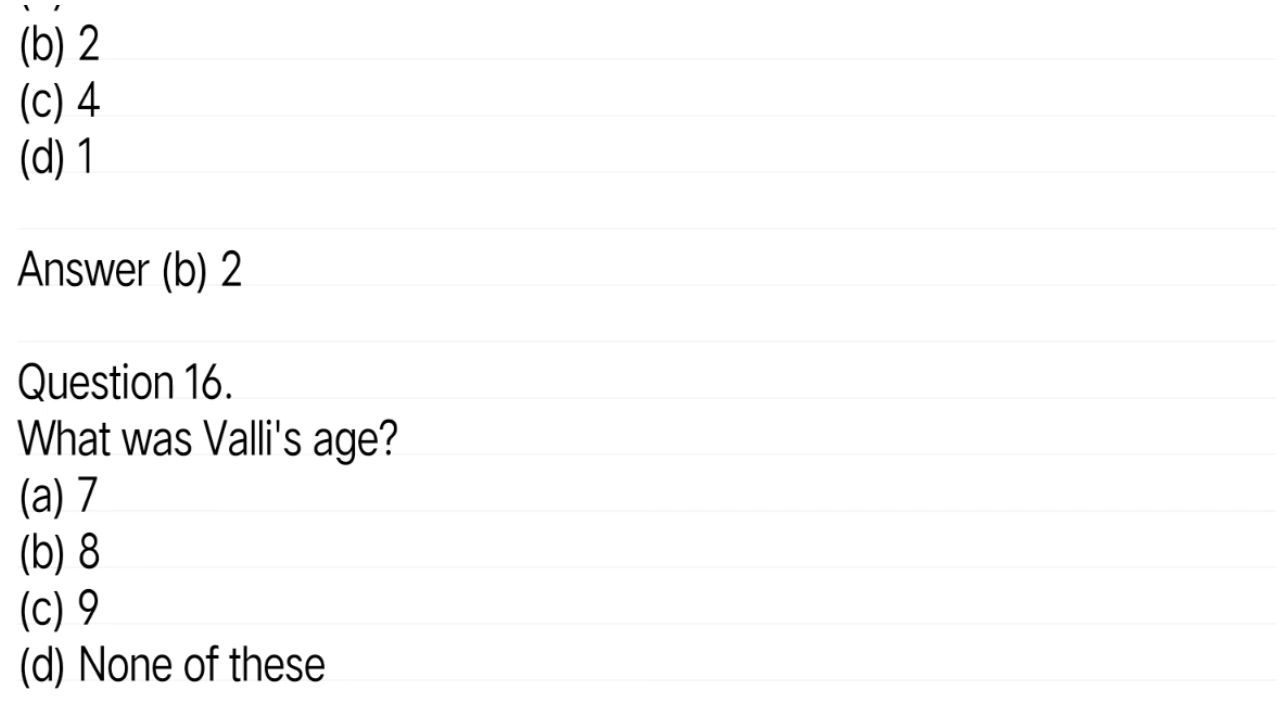 (b) 2
(c) 4
(d) 1
Answer (b) 2
Question 16.
What was Valli's age?
(a) 7
(b) 8
(c) 9
(d) None of these